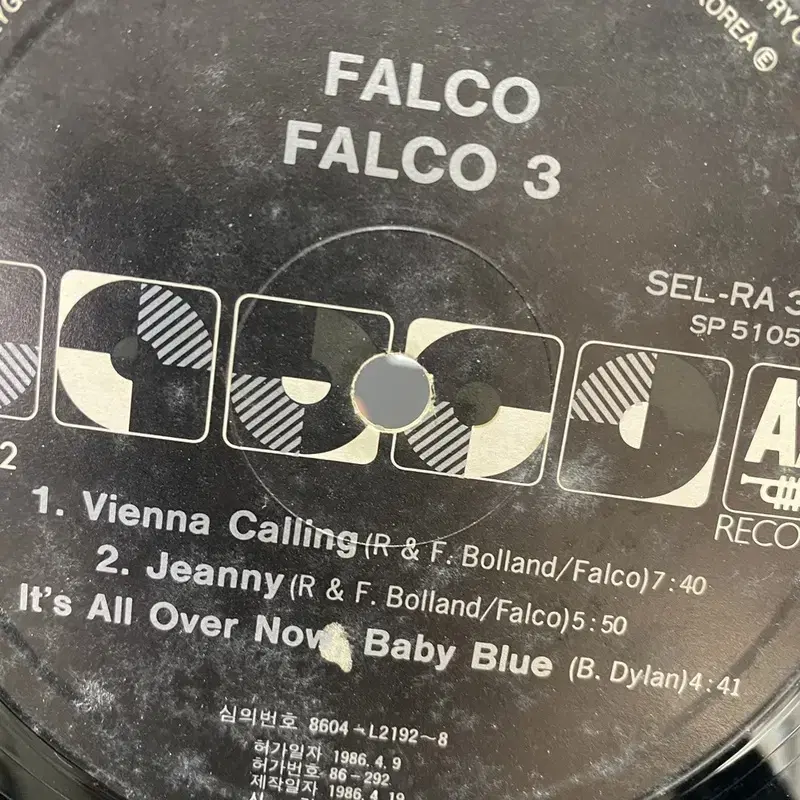 KOREA Ⓔ
FALCO
FALCO 3
SEL-RA 3
SP 5105
2
RECO
1. Vienna Calling (R & F. Bolland/Falco) 7:40
2. Jeanny (R & F. Bolland/Falco) 5:50
It's All Over Now Baby Blue (B. Dylan) 4:41
심의번호 8604-L2192~8
허가일자 1986.4.9
허가번호 86-292
제작일자 1986.4.19